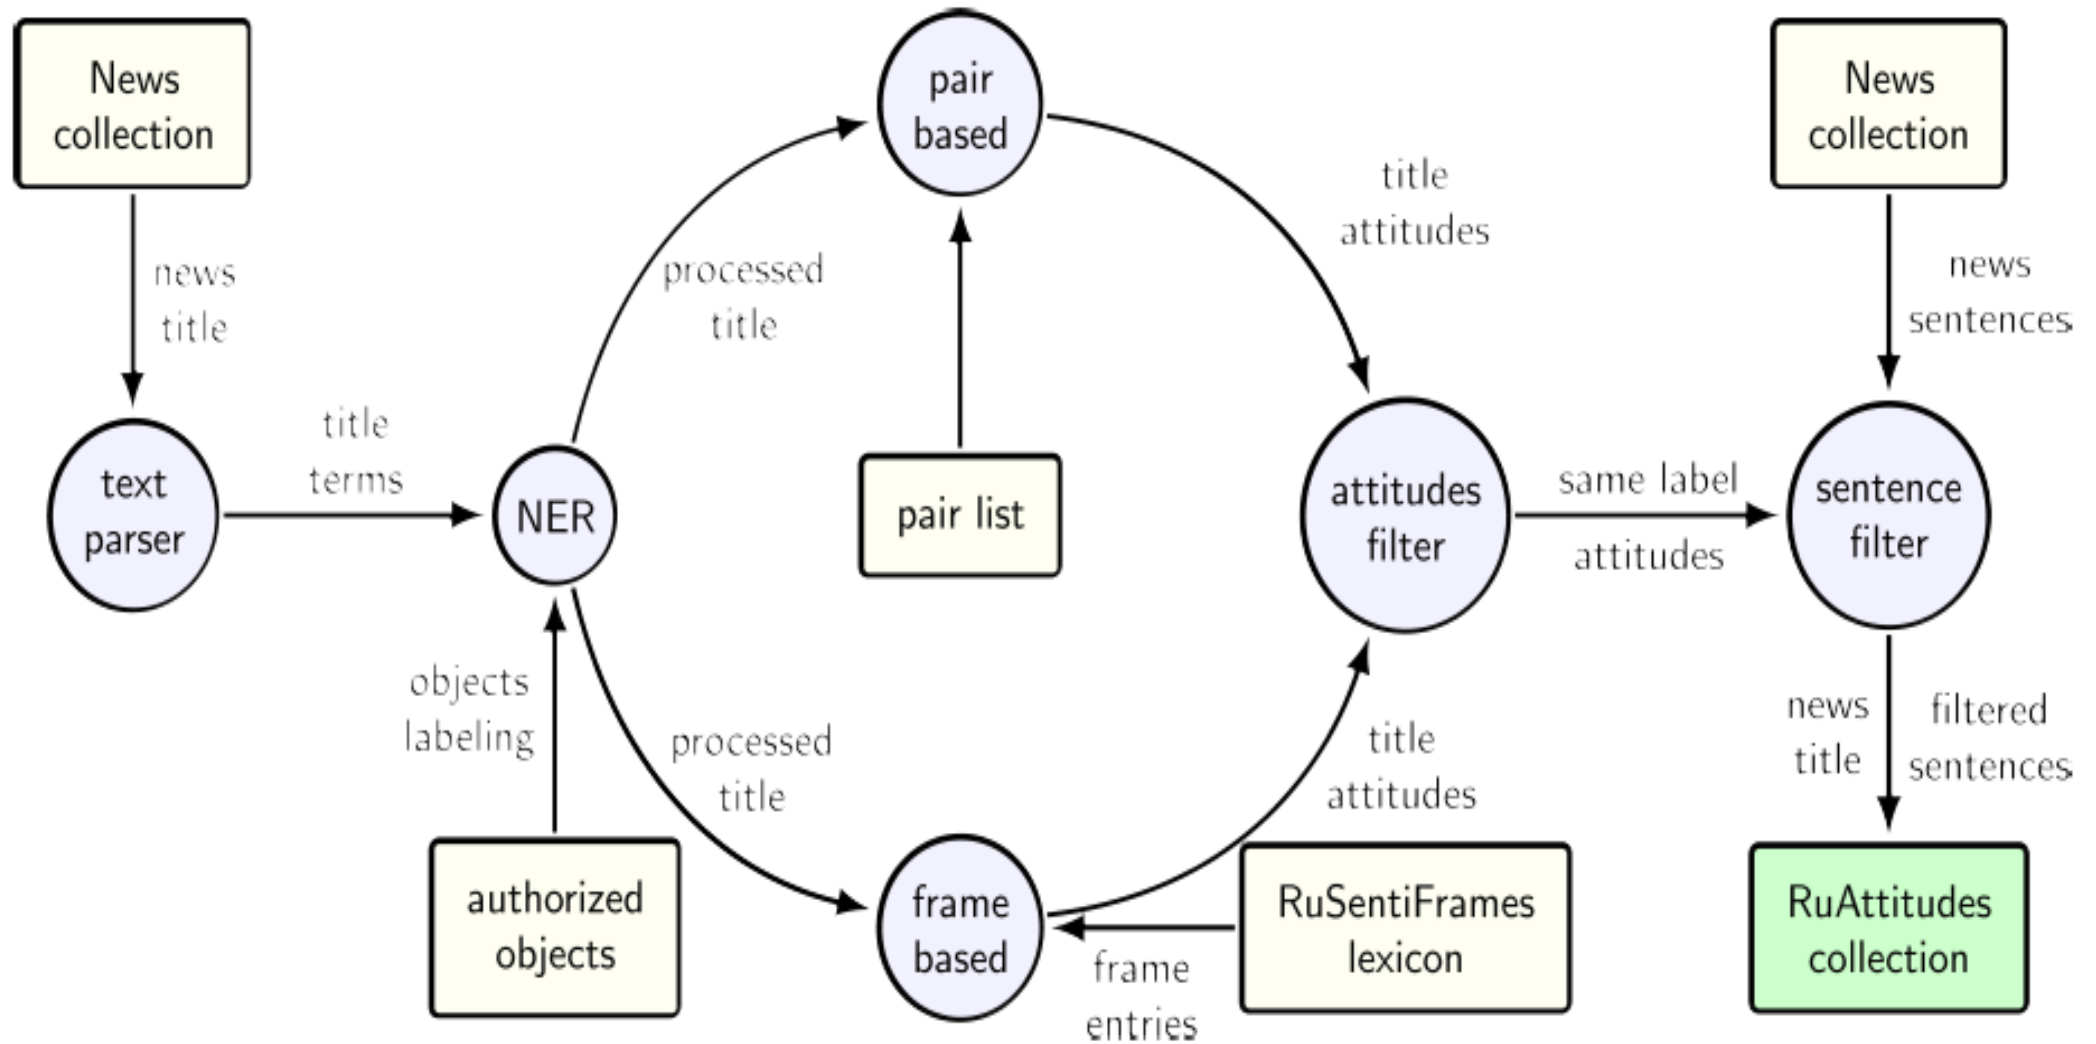 News
collection
news
title
text
parser
title
terms
NER
objects
labeling
authorized
objects
processed
title
processed
title
pair
based
pair list
frame
based
title
attitudes
title
attitudes
frame
entries
RuSentiFrames
lexicon
attitudes
filter
same label
attitudes
News
collection
news
sentences
sentence
filter
news
title
filtered
sentences
RuAttitudes
collection